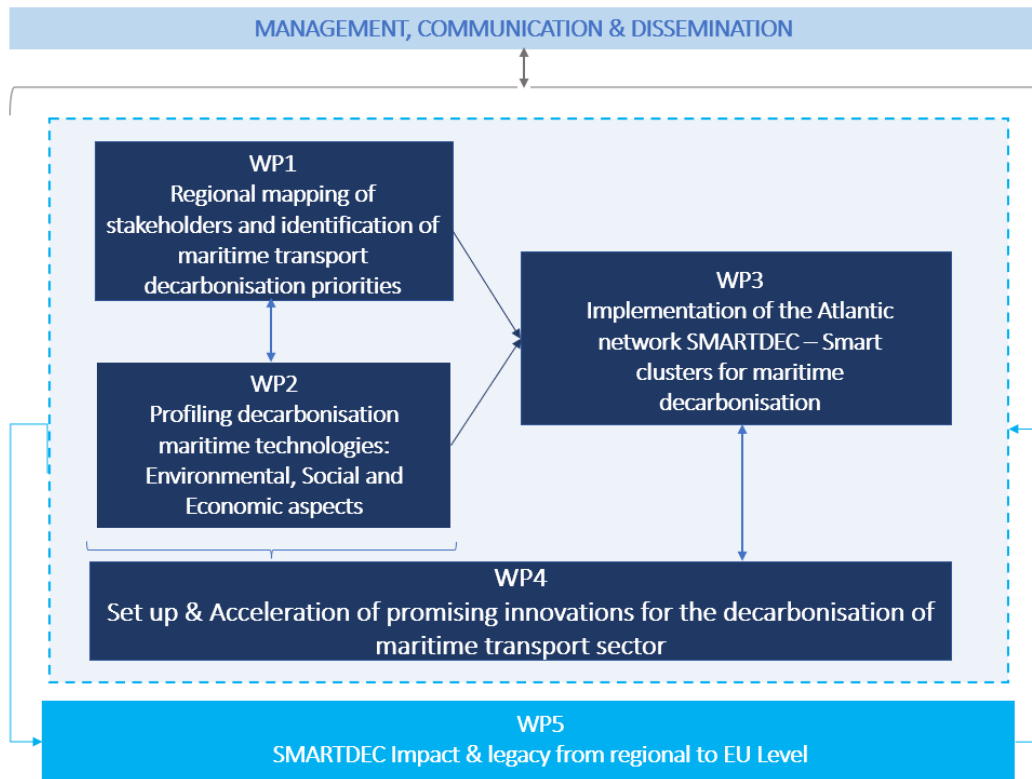 MANAGEMENT, COMMUNICATION & DISSEMINATION
WP1
Regional mapping of
stakeholders and identification of
maritime transport
decarbonisation priorities
WP2
Profiling decarbonisation
maritime technologies:
Environmental, Social and
Economic aspects
WP3
Implementation of the Atlantic
network SMARTDEC – Smart
clusters for maritime
decarbonisation
WP4
Set up & Acceleration of promising innovations for the decarbonisation of
maritime transport sector
WP5
SMARTDEC Impact & legacy from regional to EU Level